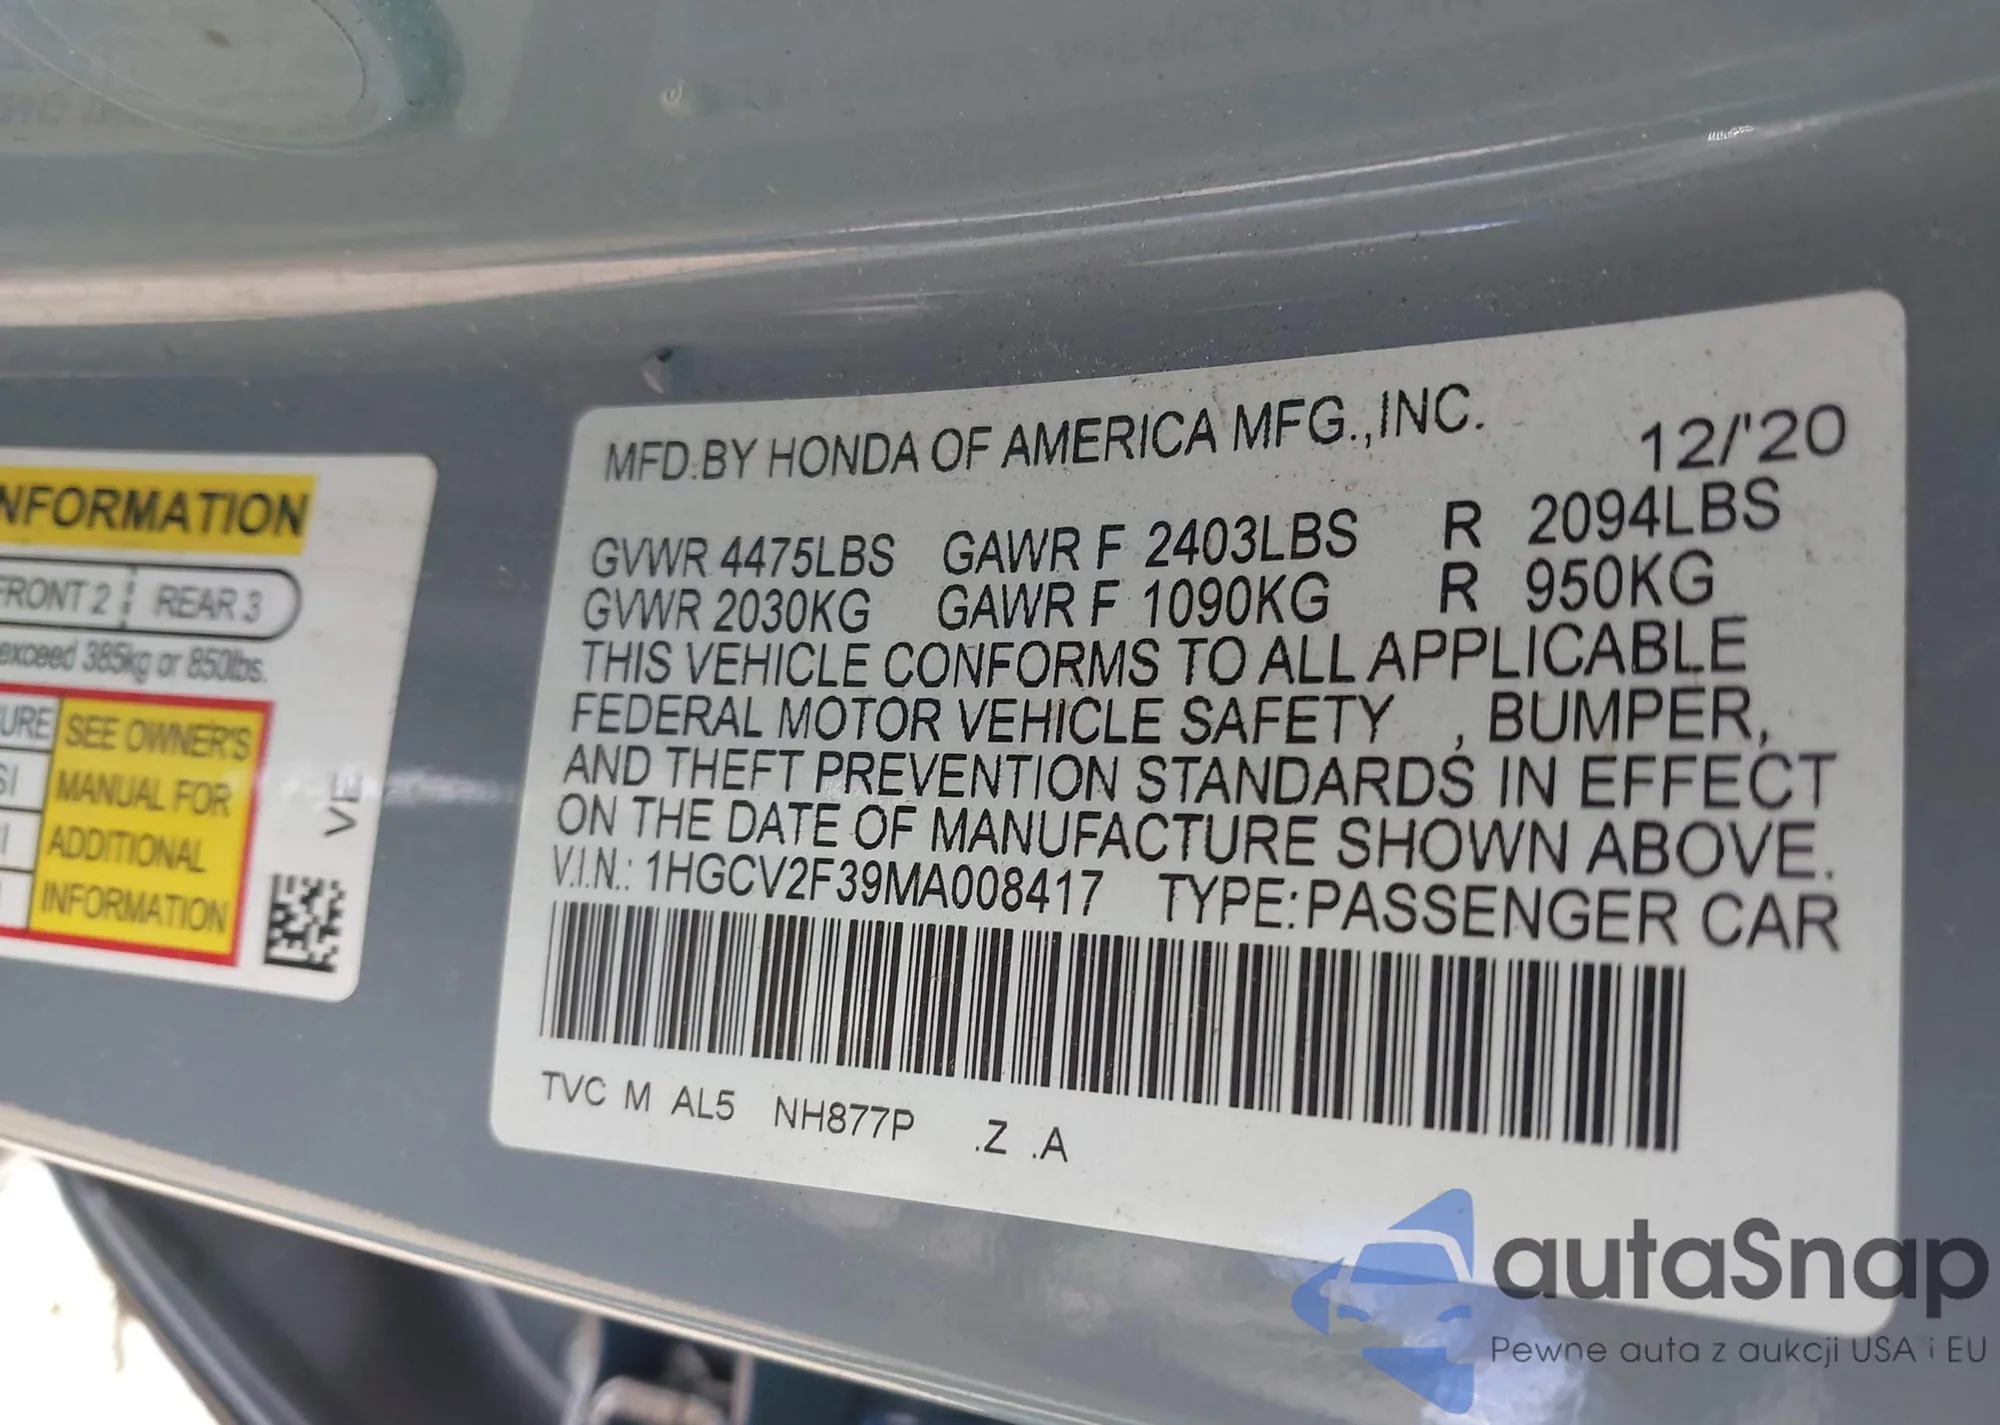 NFORMATION
FRONT 2 REAR 3
exceed 385kg or 850lbs.
SEE OWNER'S
MANUAL FOR
ADDITIONAL
INFORMATION
VE
MFD.BY HONDA OF AMERICA MFG.,INC. 12/'20
GVWR 4475LBS GAWR F 2403LBS R 2094LBS
GVWR 2030KG GAWR F 1090KG R 950KG
THIS VEHICLE CONFORMS TO ALL APPLICABLE
FEDERAL MOTOR VEHICLE SAFETY , BUMPER,
AND THEFT PREVENTION STANDARDS IN EFFECT
ON THE DATE OF MANUFACTURE SHOWN ABOVE.
V.I.N.: 1HGCV2F39MA008417 TYPE:PASSENGER CAR
TVC M AL5 NH877P .Z .A
autaSnap
Pewne auta z aukcji USA i EU